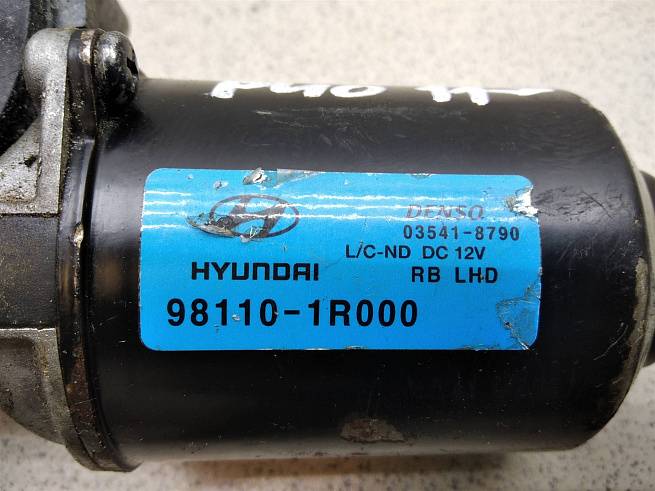 DENSO
03541-8790
L/C-ND DC 12V
HYUNDAI RB LHD
98110-1R000